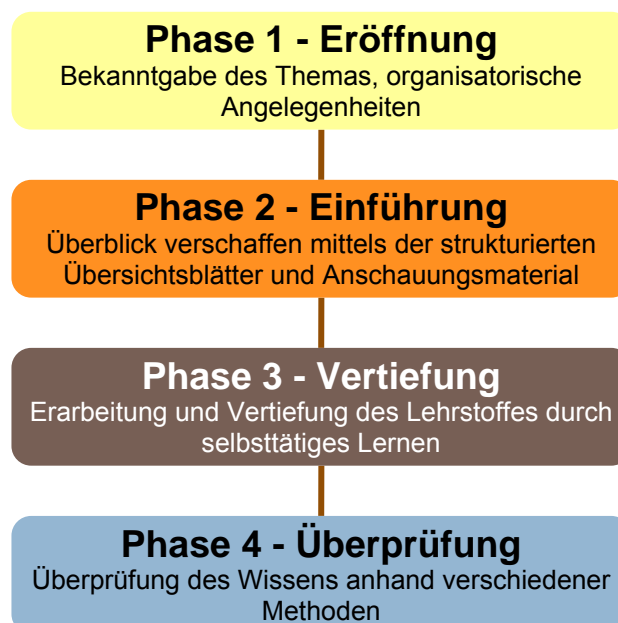 Phase 1 - Eröffnung
Bekanntgabe des Themas, organisatorische
Angelegenheiten
Phase 2 - Einführung
Überblick verschaffen mittels der strukturierten
Übersichtsblätter und Anschauungsmaterial
Phase 3 - Vertiefung
Erarbeitung und Vertiefung des Lehrstoffes durch
selbsttätiges Lernen
Phase 4 - Überprüfung
Überprüfung des Wissens anhand verschiedener
Methoden